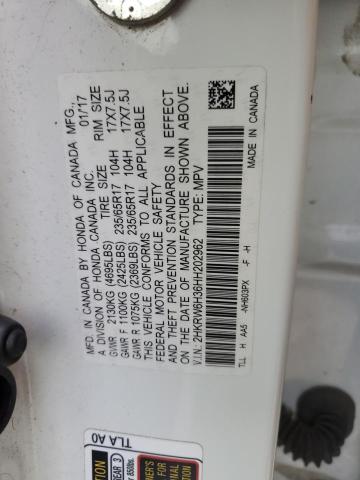 MFD. IN CANADA BY HONDA OF CANADA MFG., 01/17
A DIVISION OF HONDA CANADA INC.
TIRE SIZE RIM SIZE
GVWR 2130KG (4695LBS)
GAWR F 1100KG (2425LBS) 235/65R17 104H 17X7.5J
GAWR R 1075KG (2369LBS) 235/65R17 104H 17X7.5J
THIS VEHICLE CONFORMS TO ALL APPLICABLE
FEDERAL MOTOR VEHICLE SAFETY
AND THEFT PREVENTION STANDARDS IN EFFECT
ON THE DATE OF MANUFACTURE SHOWN ABOVE.
V.I.N.: 2HKRW6H36HH202962 TYPE: MPV
TLL H AA5 -NH603PX -F -H
MADE IN CANADA
TLA A0
REAR 3